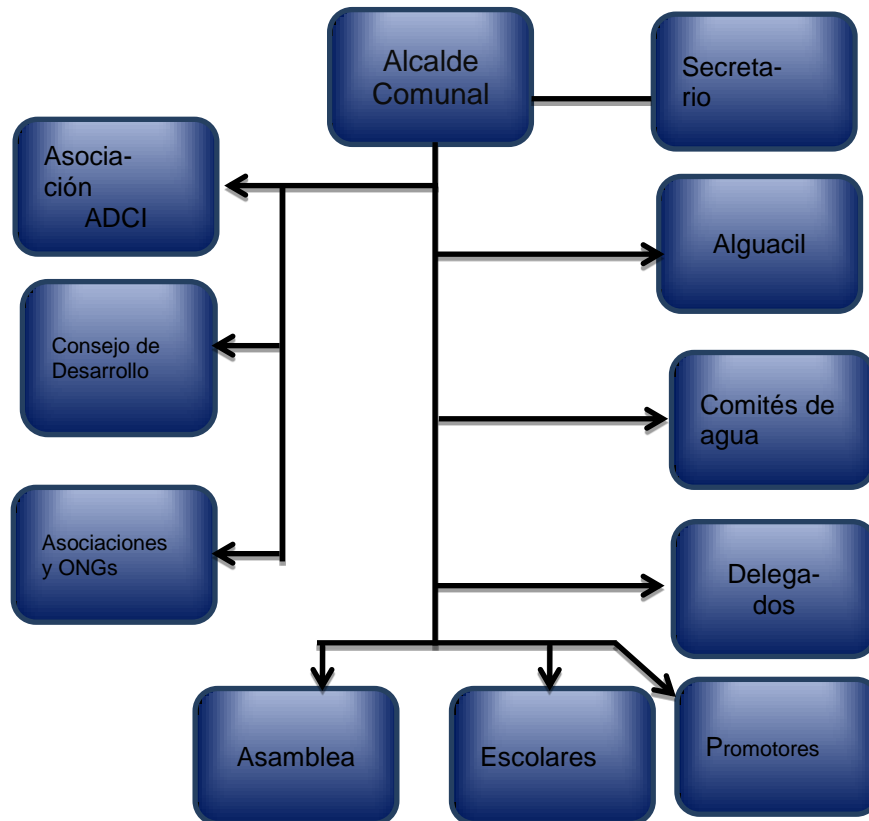 Alcalde
Comunal
Secreta-
rio
Asocia-
ción
ADCI
Alguacil
Consejo de
Desarrollo
Comités de
agua
Asociaciones
y ONGs
Delega-
dos
Asamblea
Escolares
Promotores